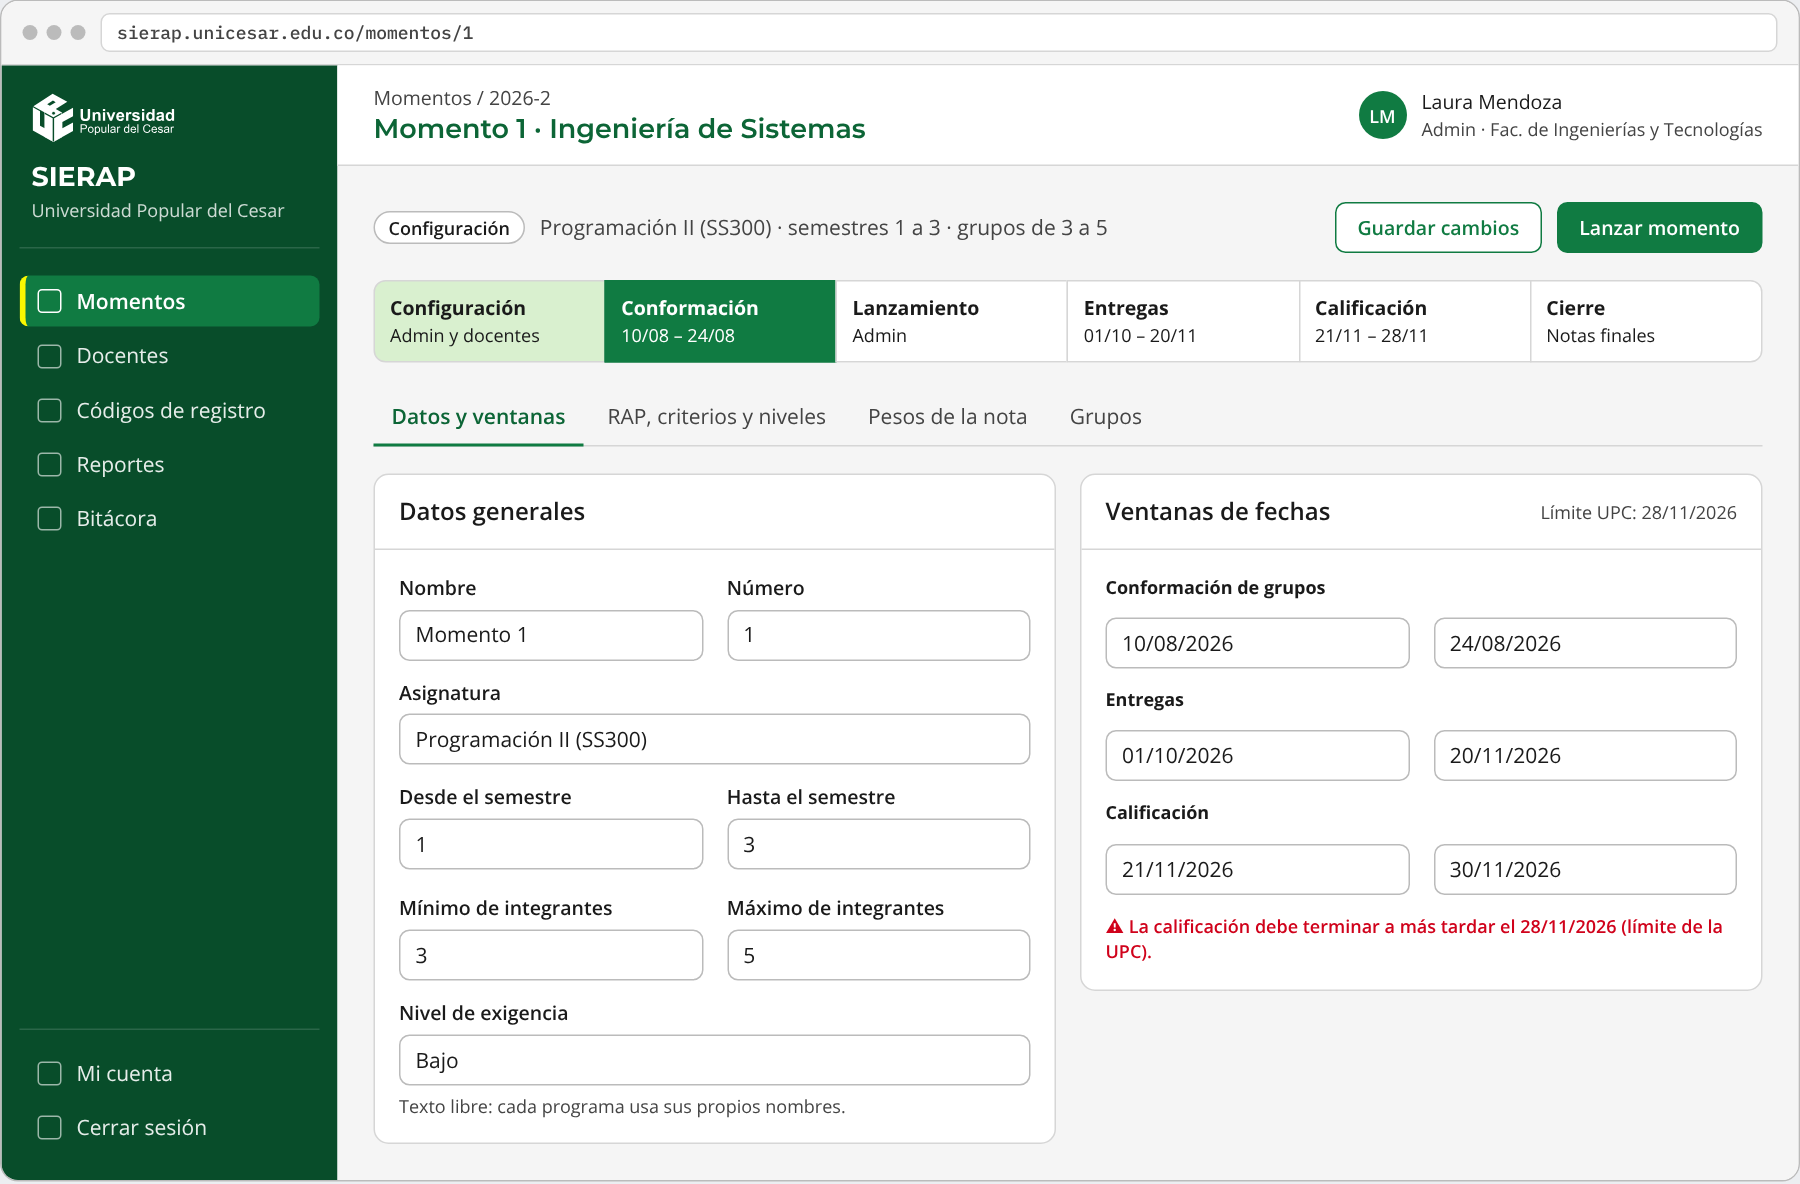 sierap.unicesar.edu.co/momentos/1
Universidad
Popular del Cesar
SIERAP
Universidad Popular del Cesar
Momentos
Docentes
Códigos de registro
Reportes
Bitácora
Mi cuenta
Cerrar sesión
Momentos / 2026-2
Momento 1 · Ingeniería de Sistemas
LM
Laura Mendoza
Admin · Fac. de Ingenierías y Tecnologías
Configuración
Programación II (SS300) · semestres 1 a 3 · grupos de 3 a 5
Guardar cambios
Lanzar momento
Configuración
Admin y docentes
Conformación
10/08 – 24/08
Lanzamiento
Admin
Entregas
01/10 – 20/11
Calificación
21/11 – 28/11
Cierre
Notas finales
Datos y ventanas
RAP, criterios y niveles
Pesos de la nota
Grupos
Datos generales
Nombre
Número
Momento 1
1
Asignatura
Programación II (SS300)
Desde el semestre
Hasta el semestre
1
3
Mínimo de integrantes
Máximo de integrantes
3
5
Nivel de exigencia
Bajo
Texto libre: cada programa usa sus propios nombres.
Ventanas de fechas
Límite UPC: 28/11/2026
Conformación de grupos
10/08/2026
24/08/2026
Entregas
01/10/2026
20/11/2026
Calificación
21/11/2026
30/11/2026
⚠ La calificación debe terminar a más tardar el 28/11/2026 (límite de la
UPC).